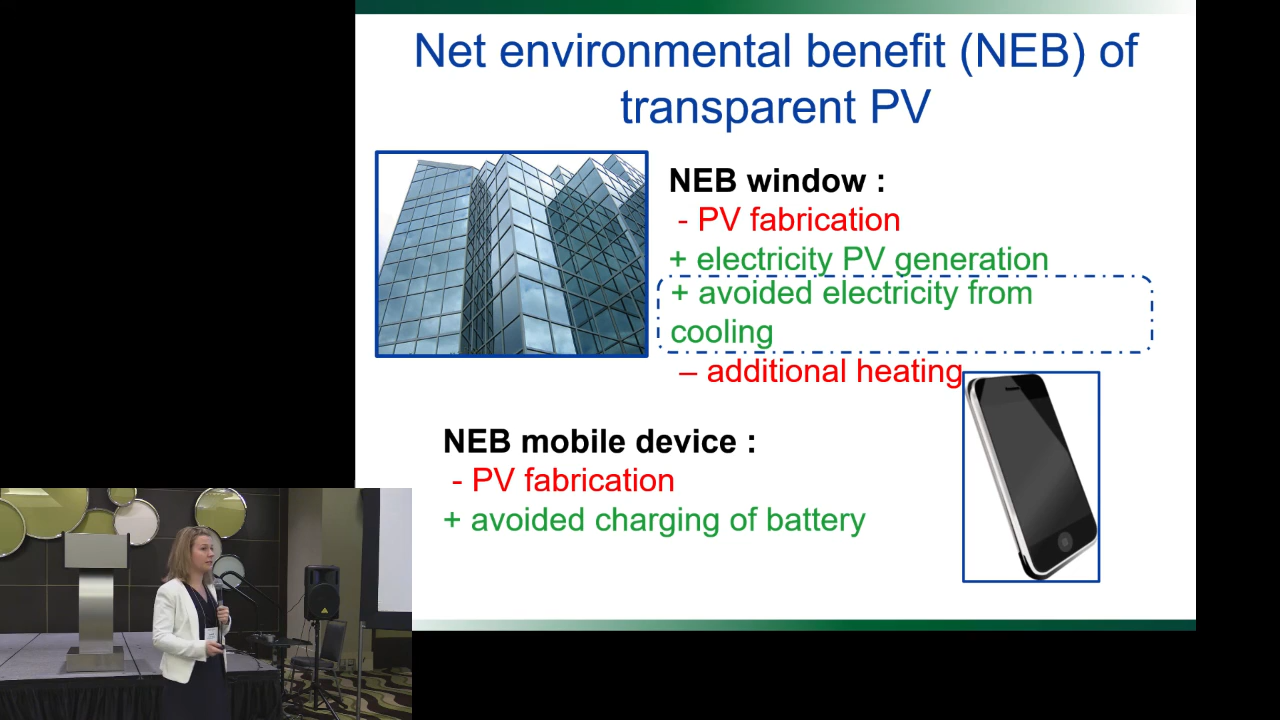 Net environmental benefit (NEB) of
transparent PV
NEB window :
- PV fabrication
+ electricity PV generation
+ avoided electricity from
cooling
– additional heating
NEB mobile device :
- PV fabrication
+ avoided charging of battery